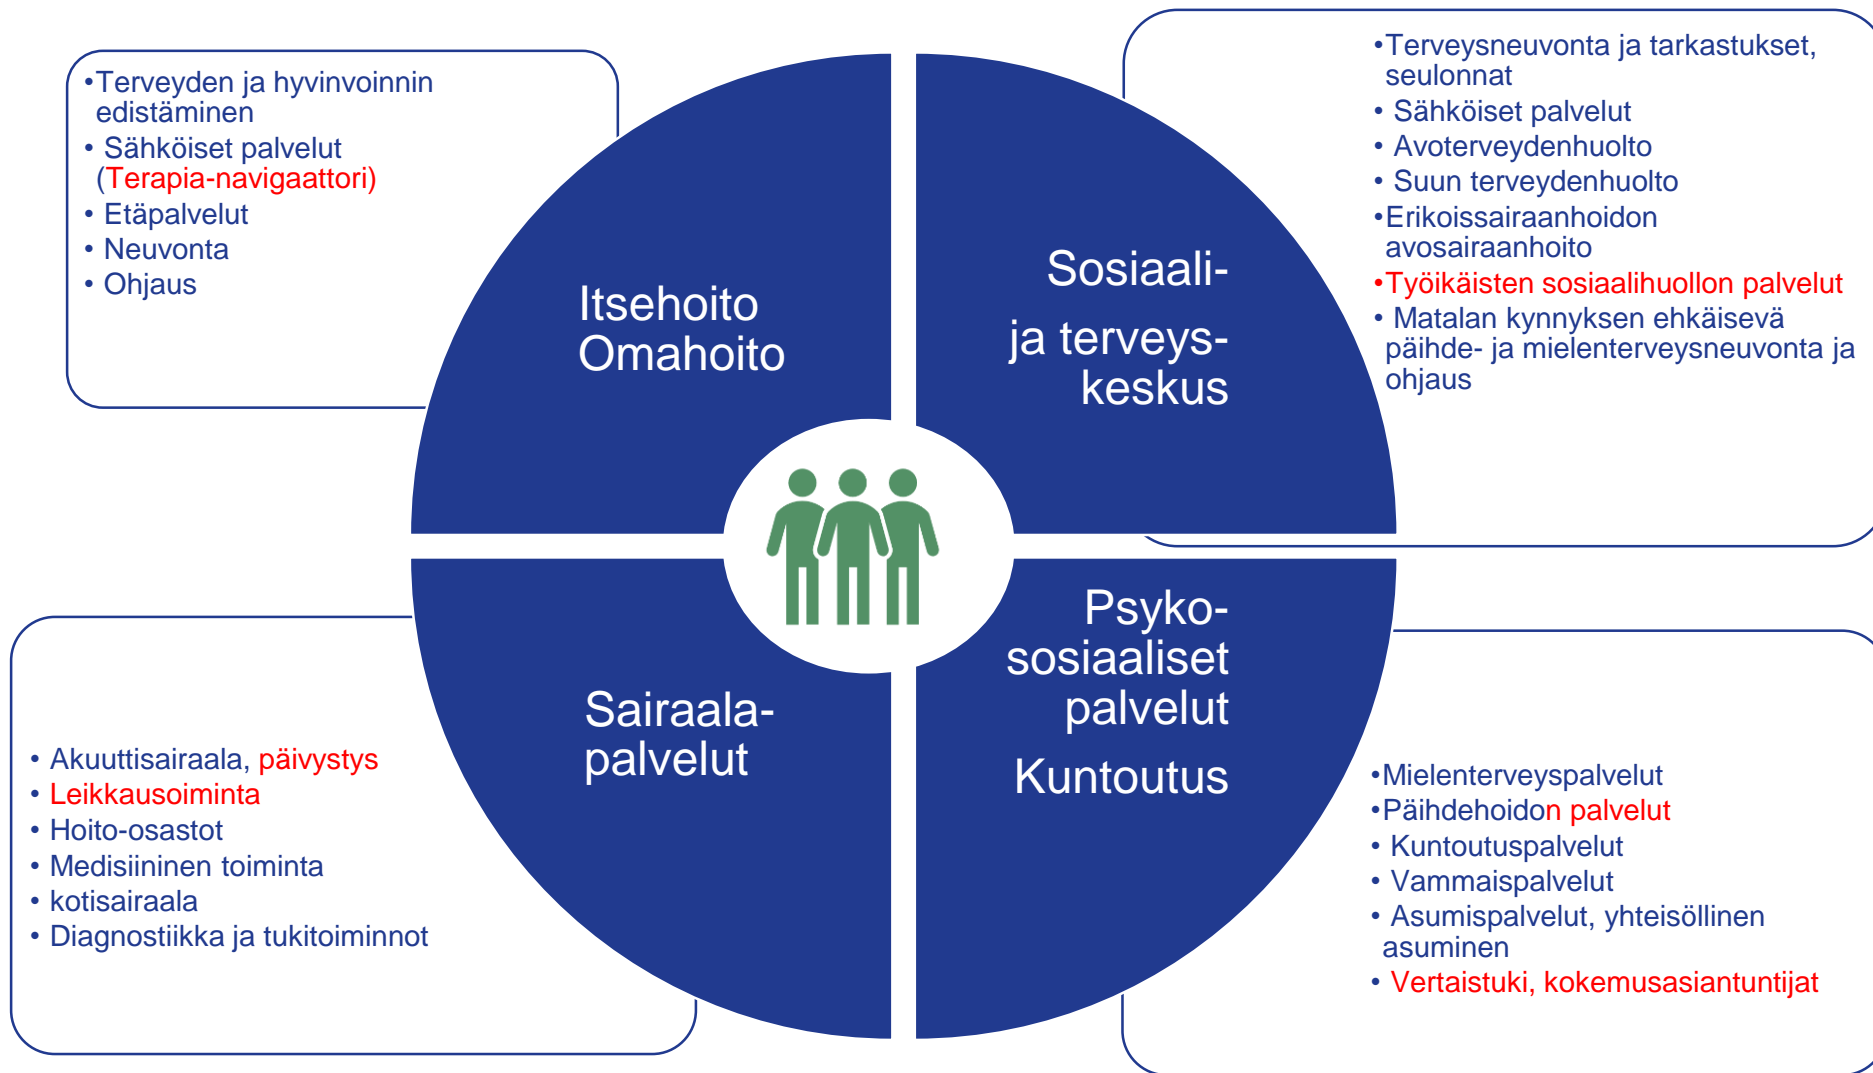 •Terveyden ja hyvinvoinnin
edistäminen
• Sähköiset palvelut
(Terapia-navigaattori)
• Etäpalvelut
• Neuvonta
• Ohjaus
Itsehoito
Omahoito
Sosiaali-
ja terveys-
keskus
•Terveysneuvonta ja tarkastukset,
seulonnat
• Sähköiset palvelut
• Avoterveydenhuolto
• Suun terveydenhuolto
•Erikoissairaanhoidon
avosairaanhoito
•Työikäisten sosiaalihuollon palvelut
• Matalan kynnyksen ehkäisevä
päihde- ja mielenterveysneuvonta ja
ohjaus
• Akuuttisairaala, päivystys
• Leikkausoiminta
• Hoito-osastot
• Medisiininen toiminta
• kotisairaala
• Diagnostiikka ja tukitoiminnot
Sairaala-
palvelut
Psyko-
sosiaaliset
palvelut
Kuntoutus
•Mielenterveyspalvelut
•Päihdehoidon palvelut
• Kuntoutuspalvelut
• Vammaispalvelut
• Asumispalvelut, yhteisöllinen
asuminen
• Vertaistuki, kokemusasiantuntijat